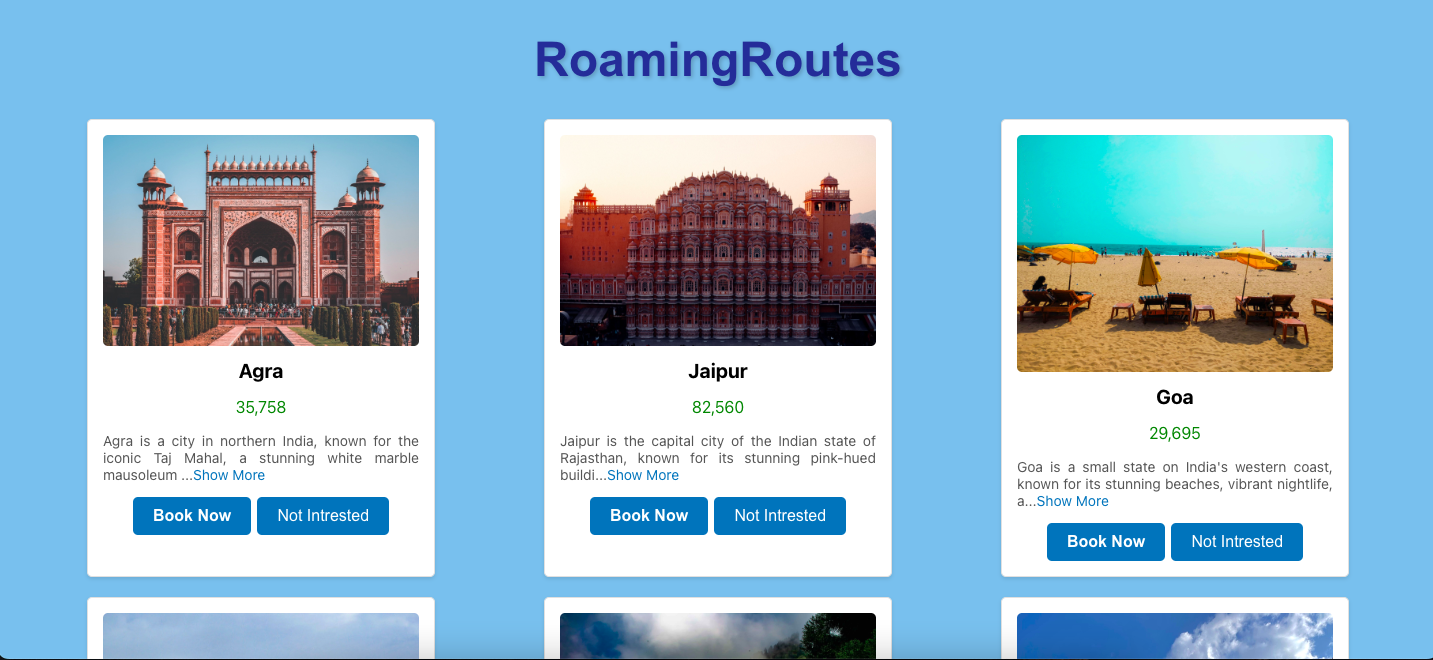 RoamingRoutes
Agra
35,758
Agra is a city in northern India, known for the
iconic Taj Mahal, a stunning white marble
mausoleum ...Show More
Book Now
Not Intrested
Jaipur
82,560
Jaipur is the capital city of the Indian state of
Rajasthan, known for its stunning pink-hued
buildi...Show More
Book Now
Not Intrested
Goa
29,695
Goa is a small state on India's western coast,
known for its stunning beaches, vibrant nightlife,
a...Show More
Book Now
Not Intrested